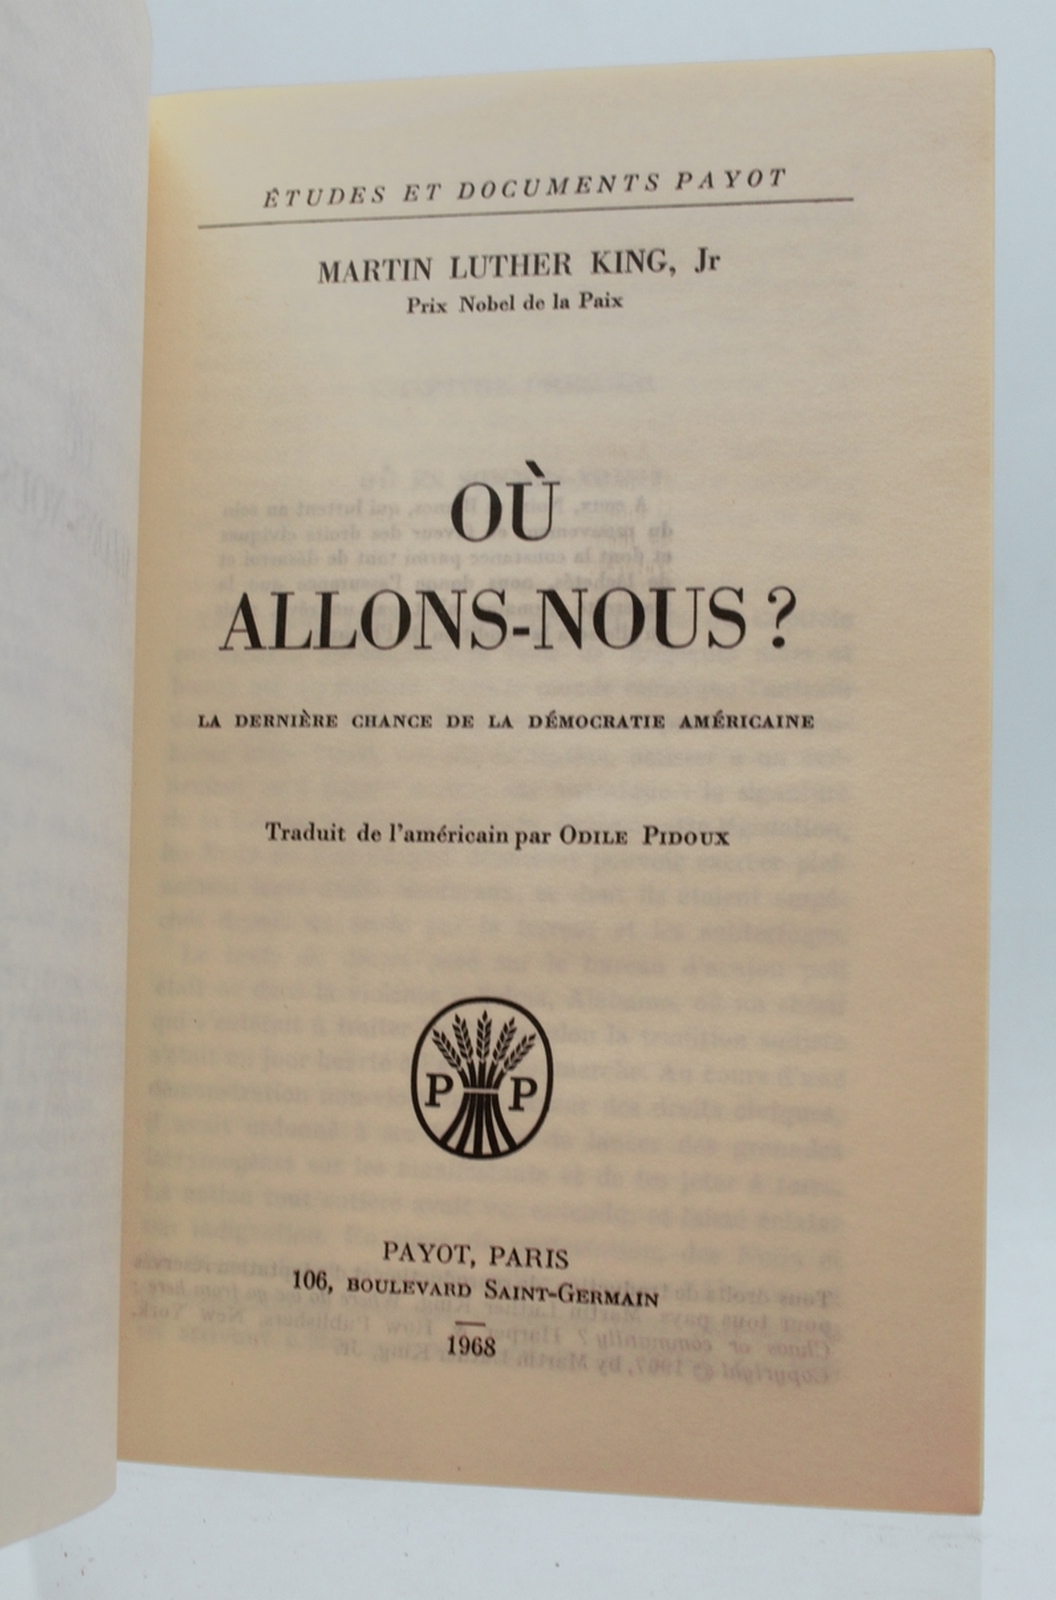 ÉTUDES ET DOCUMENTS PAYOT
MARTIN LUTHER KING, Jr
Prix Nobel de la Paix
OÙ
ALLONS-NOUS ?
LA DERNIÈRE CHANCE DE LA DÉMOCRATIE AMÉRICAINE
Traduit de l'américain par ODILE PIDOUX
P P
PAYOT, PARIS
106, BOULEVARD SAINT-GERMAIN
1968